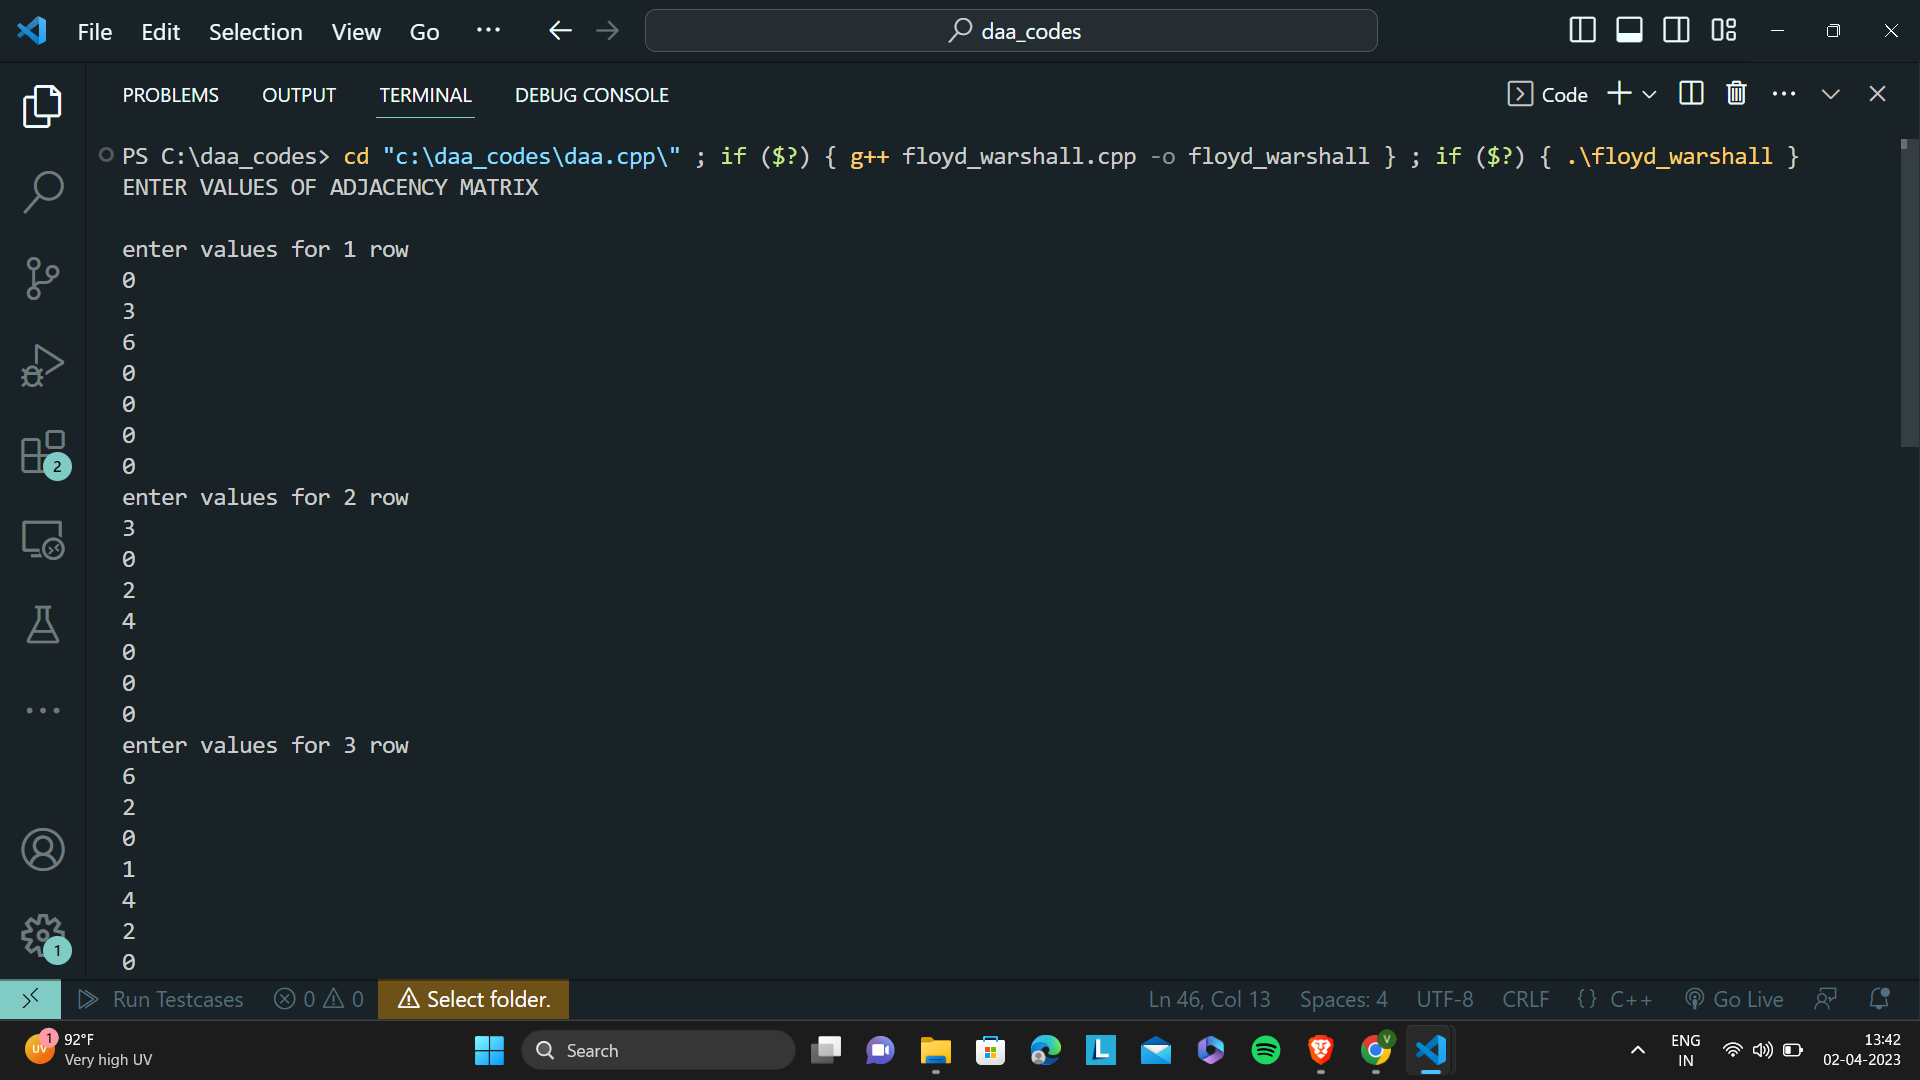 File Edit Selection View Go ··· daa_codes
PROBLEMS OUTPUT TERMINAL DEBUG CONSOLE Code
PS C:\daa_codes> cd "c:\daa_codes\daa.cpp\" ; if ($?) { g++ floyd_warshall.cpp -o floyd_warshall } ; if ($?) { .\floyd_warshall }
ENTER VALUES OF ADJACENCY MATRIX
enter values for 1 row
0
3
6
0
0
0
0
enter values for 2 row
3
0
2
4
0
0
0
enter values for 3 row
6
2
0
1
4
2
0
2
1
Run Testcases 0 0 Select folder. Ln 46, Col 13 Spaces: 4 UTF-8 CRLF {} C++ Go Live
1 UV 92°F
Very high UV
Search
L
V
ENG
IN
13:42
02-04-2023